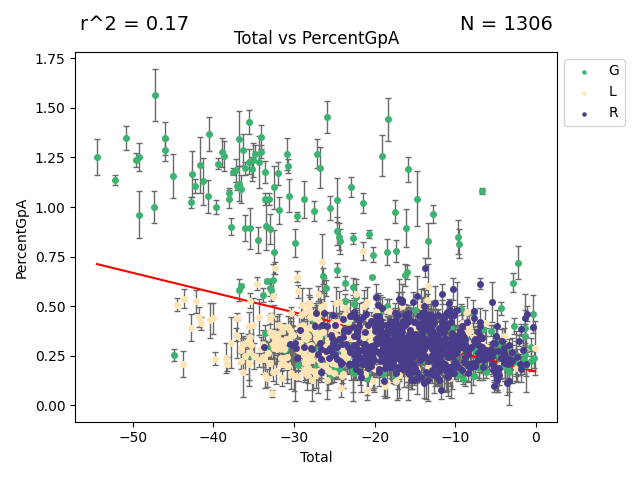 r^2 = 0.17
N = 1306
Total vs PercentGpA
1.75
1.50
1.25
1.00
0.75
0.50
0.25
0.00
PercentGpA
−50
−40
−30
−20
−10
0
Total
G
L
R